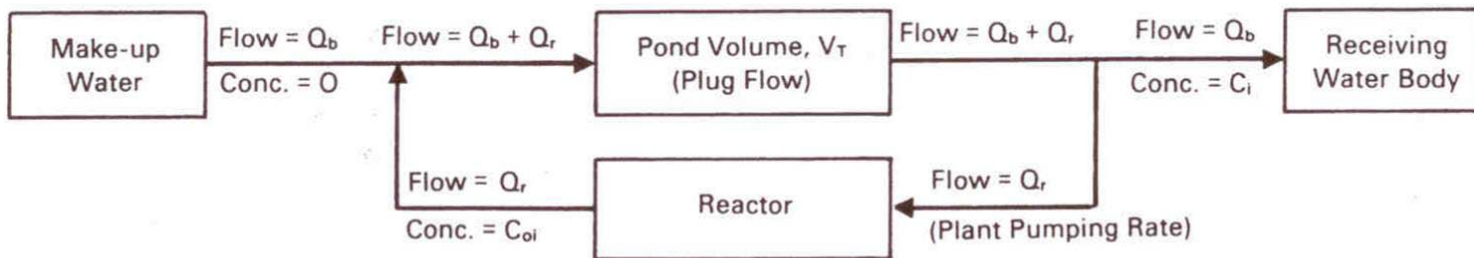 Make-up
Water
Flow = Qb
Conc. = O
Flow = Qb + Qr
Pond Volume, VT
(Plug Flow)
Flow = Qb + Qr
Flow = Qb
Conc. = Ci
Receiving
Water Body
Flow = Qr
Conc. = Coi
Reactor
Flow = Qr
(Plant Pumping Rate)